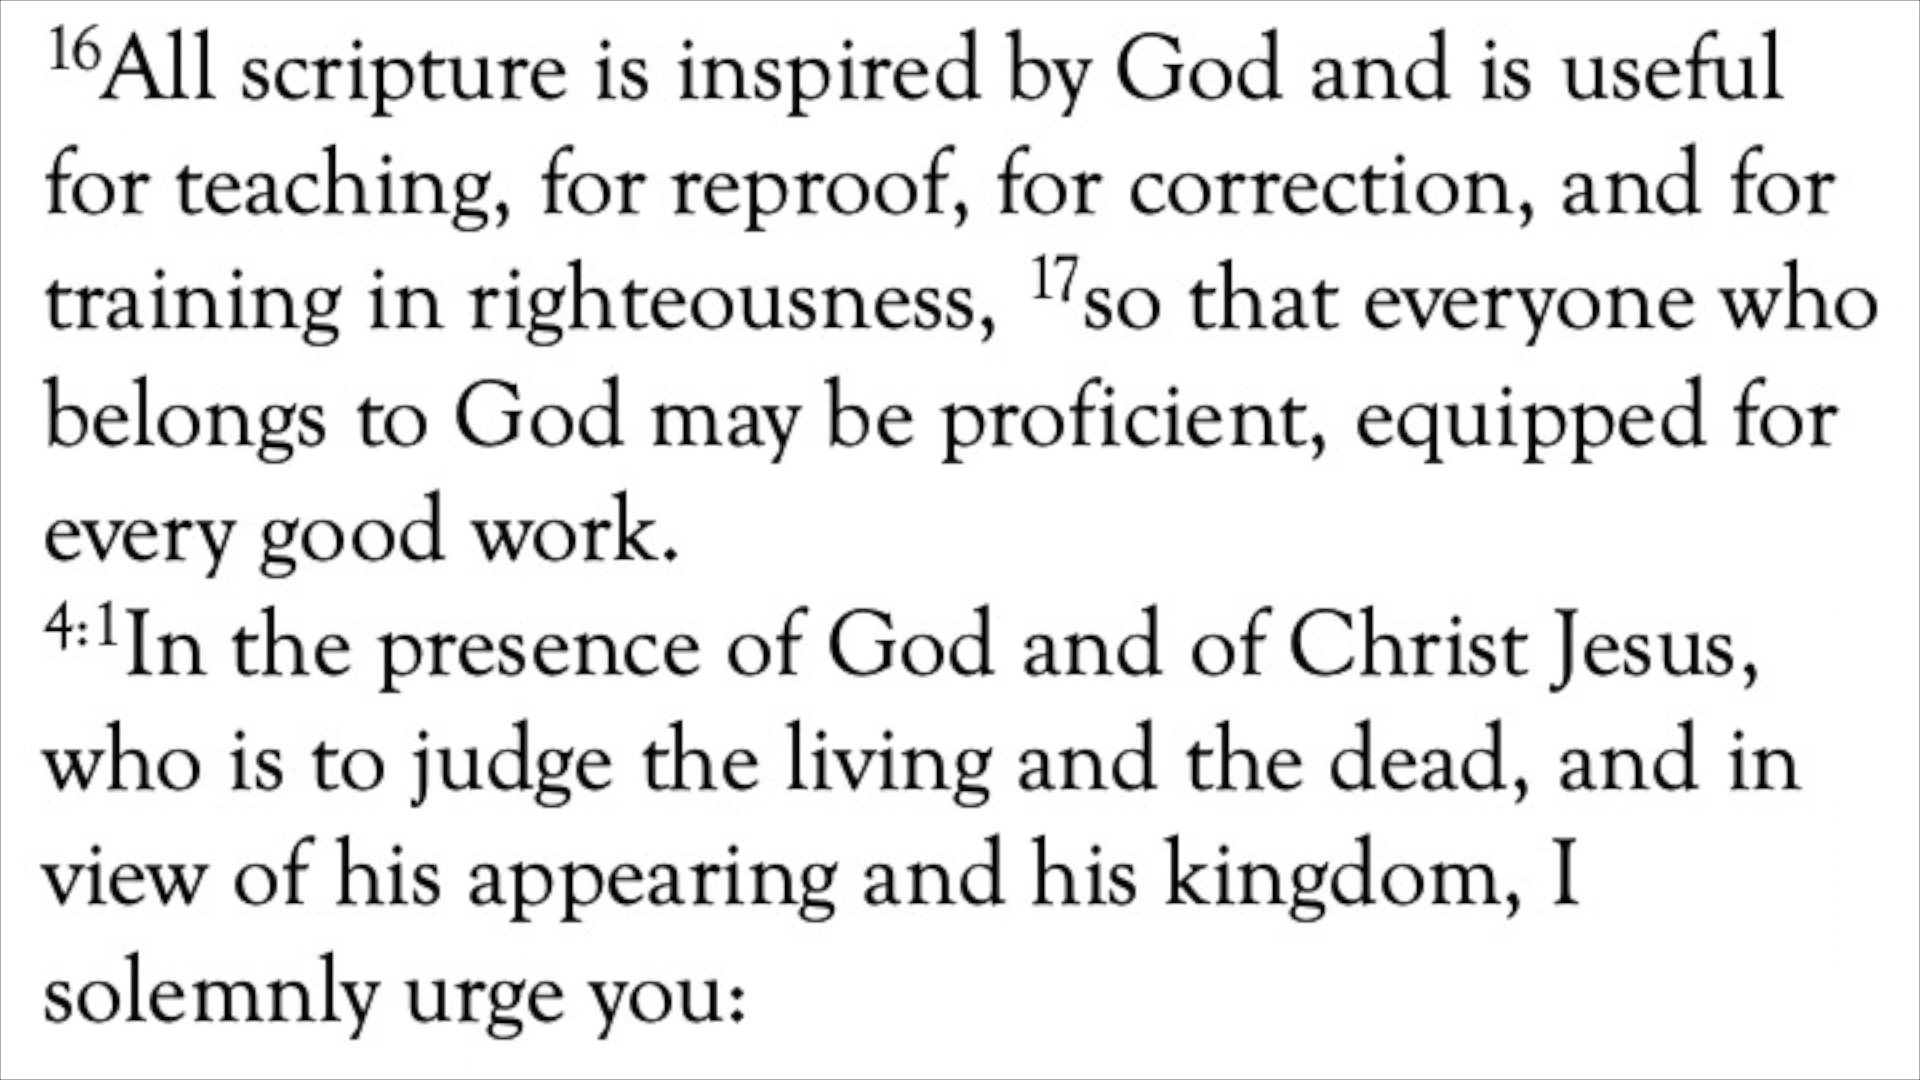 16All scripture is inspired by God and is useful
for teaching, for reproof, for correction, and for
training in righteousness, 17so that everyone who
belongs to God may be proficient, equipped for
every good work.
4:1In the presence of God and of Christ Jesus,
who is to judge the living and the dead, and in
view of his appearing and his kingdom, I
solemnly urge you: